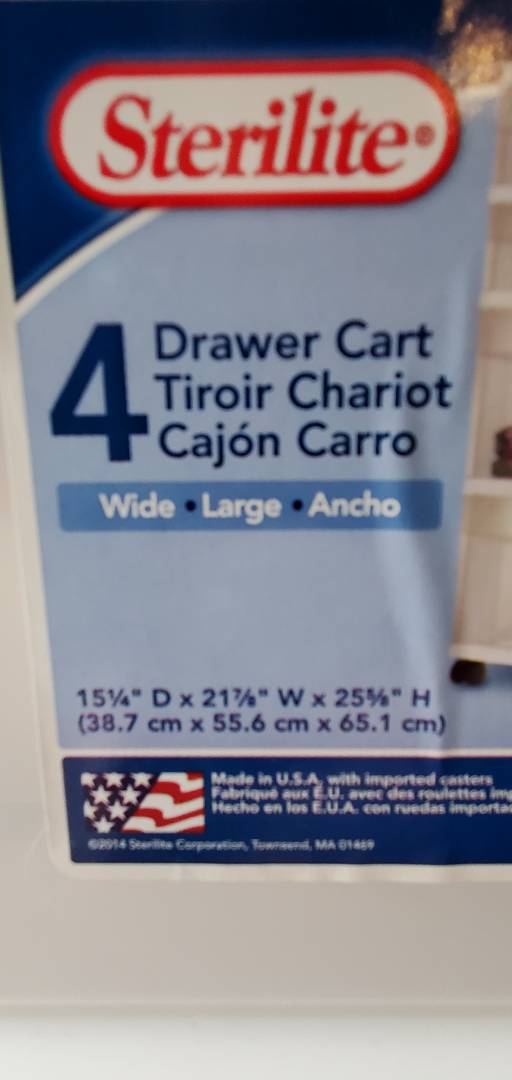 Sterilite®
4
Drawer Cart
Tiroir Chariot
Cajón Carro
Wide • Large • Ancho
15¼" D x 21⅞" W x 25⅝" H
(38.7 cm x 55.6 cm x 65.1 cm)
Made in U.S.A. with imported casters
Fabriqué aux É.U. avec des roulettes
Hecho en los E.U.A. con ruedas
©2014 Sterilite Corporation, Townsend, MA 01469